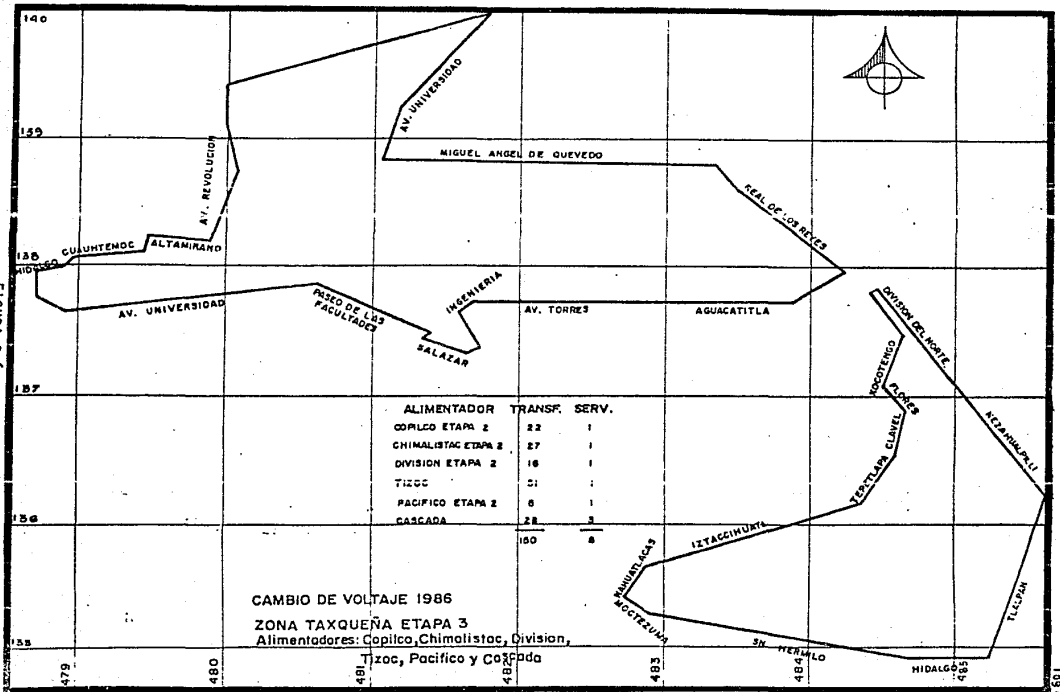 140
AV. UNIVERSIDAD
139
MIGUEL ANGEL DE QUEVEDO
AV. REVOLUCION
REAL DE LOS REYES
138
HIDALGO
CUAUHTEMOC
ALTAMIRANO
AV. UNIVERSIDAD
PASEO DE LAS
FACULTADES
SALAZAR
INGENIERIA
AV. TORRES
AGUACATITLA
DIVISION DEL NORTE
XOCOTENGO
FLORES
NEZAHUALPILLI
137
ALIMENTADOR TRANSF. SERV.
COPILCO ETAPA 2 22 1
CHIMALISTAC ETAPA 2 27 1
DIVISION ETAPA 2 16 1
TIZOC 1
PACIFICO ETAPA 2 6 1
CASCADA 28 3
8
TEPETLAPA CLAVEL
136
IZTACCIHUATL
NAHUATLACAS
MOCTEZUMA
SN. HERMILO
HIDALGO
TLALPAN
CAMBIO DE VOLTAJE 1986
ZONA TAXQUEÑA ETAPA 3
Alimentadores: Copilco, Chimalistac, Division,
Tizoc, Pacifico y Cascada
135
479
480
481
482
483
484
485